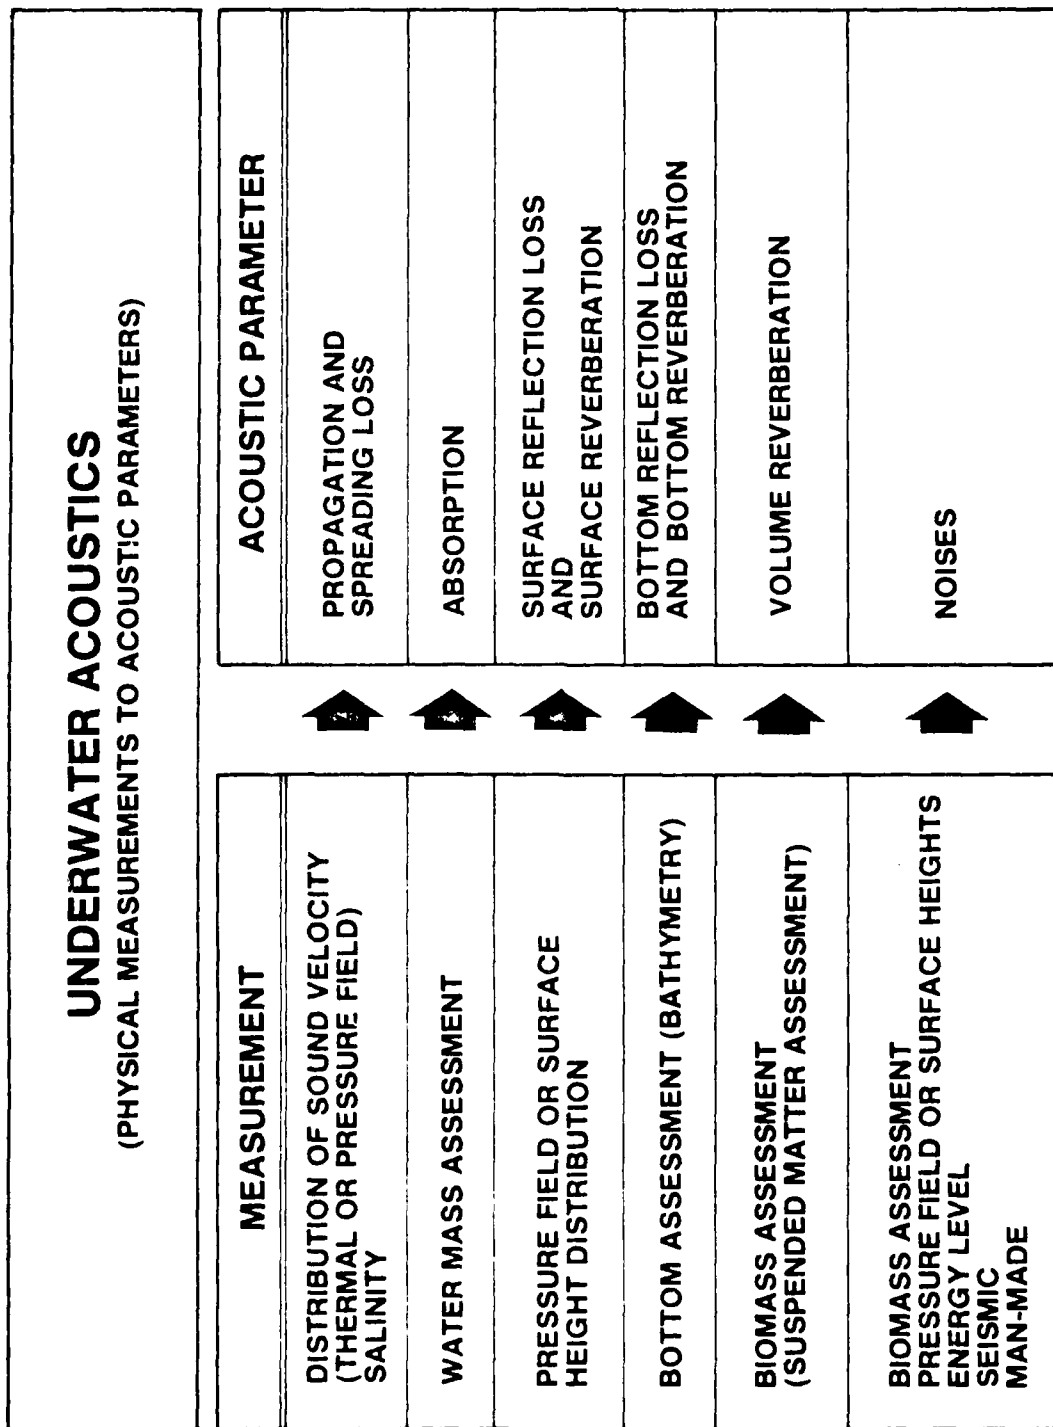 UNDERWATER ACOUSTICS
(PHYSICAL MEASUREMENTS TO ACOUSTIC PARAMETERS)
MEASUREMENT
ACOUSTIC PARAMETER
DISTRIBUTION OF SOUND VELOCITY
(THERMAL OR PRESSURE FIELD)
SALINITY
PROPAGATION AND
SPREADING LOSS
WATER MASS ASSESSMENT
ABSORPTION
PRESSURE FIELD OR SURFACE
HEIGHT DISTRIBUTION
SURFACE REFLECTION LOSS
AND
SURFACE REVERBERATION
BOTTOM ASSESSMENT (BATHYMETRY)
BOTTOM REFLECTION LOSS
AND BOTTOM REVERBERATION
BIOMASS ASSESSMENT
(SUSPENDED MATTER ASSESSMENT)
VOLUME REVERBERATION
BIOMASS ASSESSMENT
PRESSURE FIELD OR SURFACE HEIGHTS
ENERGY LEVEL
SEISMIC
MAN-MADE
NOISES